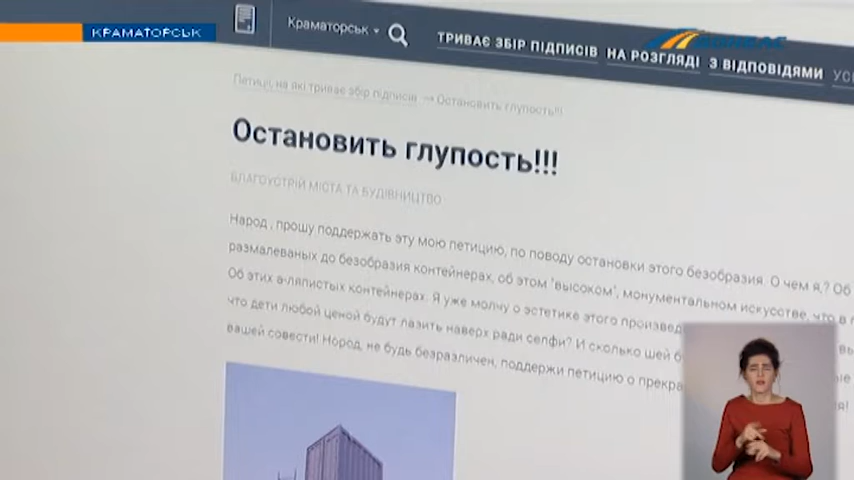 КРАМАТОРСЬК
Краматорськ
ТРИВАЄ ЗБІР ПІДПИСІВ НА РОЗГЛЯДІ З ВІДПОВІДЯМИ
Петиції, на які триває збір підписів → Остановить глупость!!!
Остановить глупость!!!
БЛАГОУСТРІЙ МІСТА ТА БУДІВНИЦТВО
Народ , прошу поддержать эту мою петицию, по поводу остановки этого безобразия. О чем я,? Об
размалеваных до безобразия контейнерах, об этом "высоком", монументальном искусстве, что в
Об этих а-ляпистых контейнерах. Я уже молчу о эстетике этого
что дети любой ценой будут лазить наверх ради селфи? И сколько шей
вашей совести! Нород, не будь безразличен, поддержи петицию о